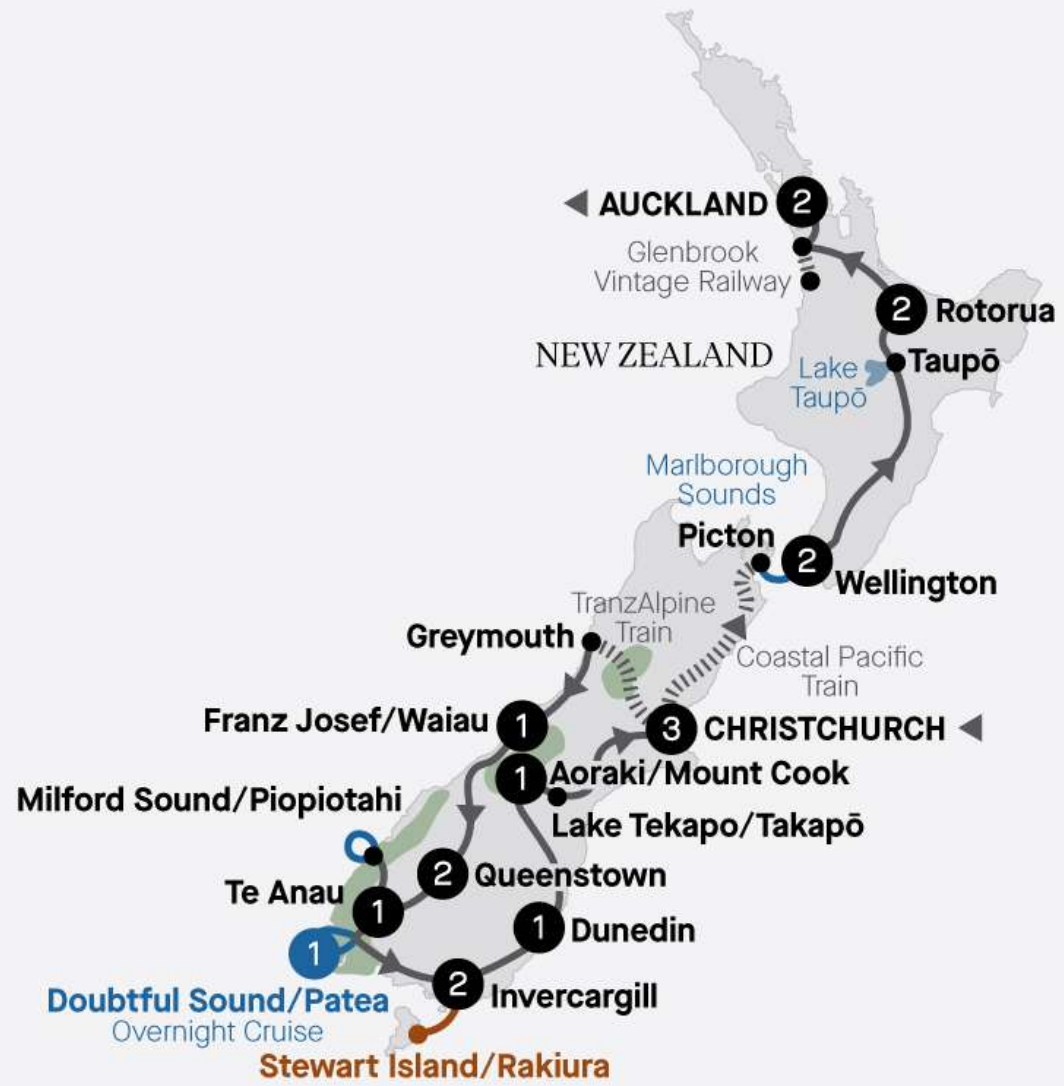 AUCKLAND 2
Glenbrook
Vintage Railway
2 Rotorua
NEW ZEALAND
Taupō
Lake
Taupō
Marlborough
Sounds
Picton
2
Wellington
TranzAlpine
Train
Greymouth
Coastal Pacific
Train
Franz Josef/Waiau 1
3 CHRISTCHURCH
1 Aoraki/Mount Cook
Milford Sound/Piopiotahi
Lake Tekapo/Takapō
2 Queenstown
Te Anau
1
1 Dunedin
1
2 Invercargill
Doubtful Sound/Patea
Overnight Cruise
Stewart Island/Rakiura